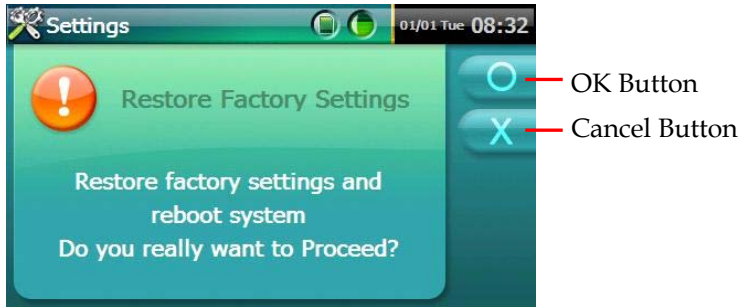 Settings
01/01 Tue 08:32
Restore Factory Settings
Restore factory settings and
reboot system
Do you really want to Proceed?
O
OK Button
X
Cancel Button